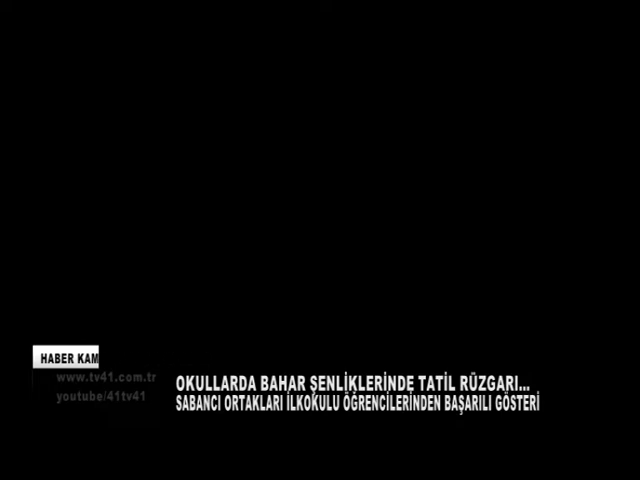 HABER KAM
www.tv41.com.tr
youtube/41tv41
OKULLARDA BAHAR ŞENLİKLERİNDE TATİL RÜZGARI...
SABANCI ORTAKLARI İLKOKULU ÖĞRENCİLERİNDEN BAŞARILI GÖSTERİ